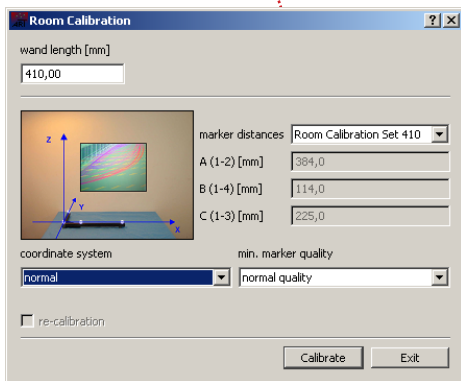 Room Calibration
wand length [mm]
410,00
marker distances Room Calibration Set 410
A (1-2) [mm] 384,0
B (1-4) [mm] 114,0
C (1-3) [mm] 225,0
Z
Y
X
coordinate system min. marker quality
normal normal quality
re-calibration
Calibrate Exit